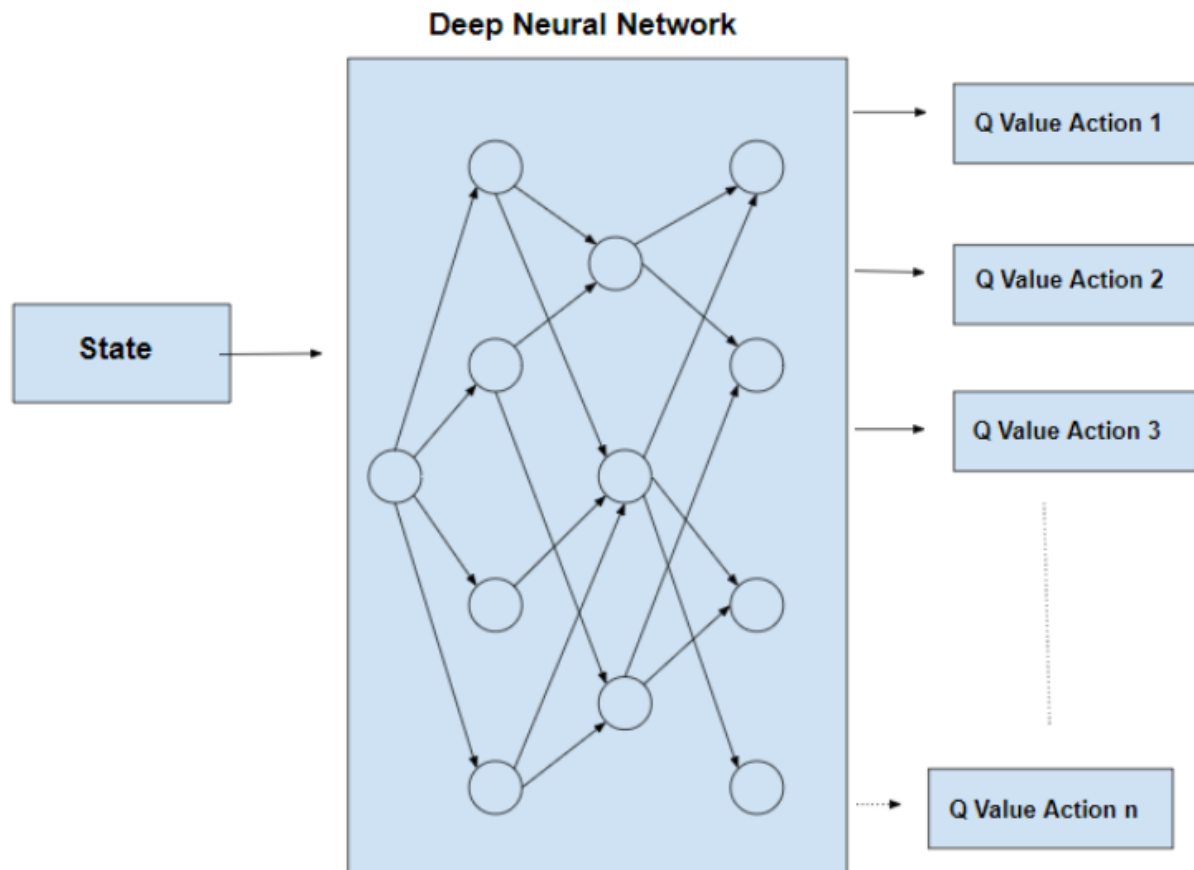 Deep Neural Network
Q Value Action 1
Q Value Action 2
State
Q Value Action 3
Q Value Action n